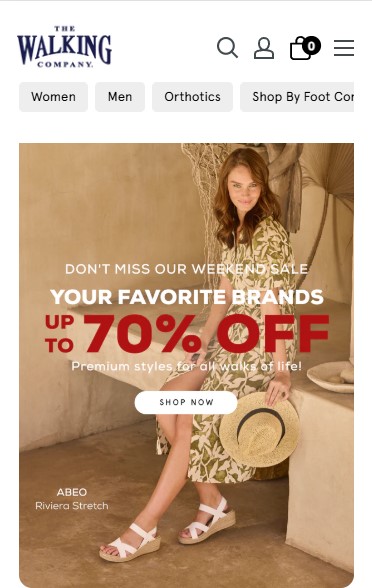 THE
WALKING
COMPANY.
0
Women Men Orthotics Shop By Foot Con
DON'T MISS OUR WEEKEND SALE
YOUR FAVORITE BRANDS
UP TO 70% OFF
Premium styles for all walks of life!
SHOP NOW
ABEO
Riviera Stretch